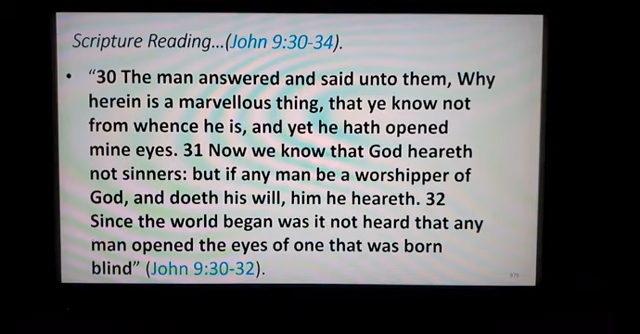 Scripture Reading...(John 9:30-34).
• “30 The man answered and said unto them, Why
herein is a marvellous thing, that ye know not
from whence he is, and yet he hath opened
mine eyes. 31 Now we know that God heareth
not sinners: but if any man be a worshipper of
God, and doeth his will, him he heareth. 32
Since the world began was it not heard that any
man opened the eyes of one that was born
blind” (John 9:30-32).